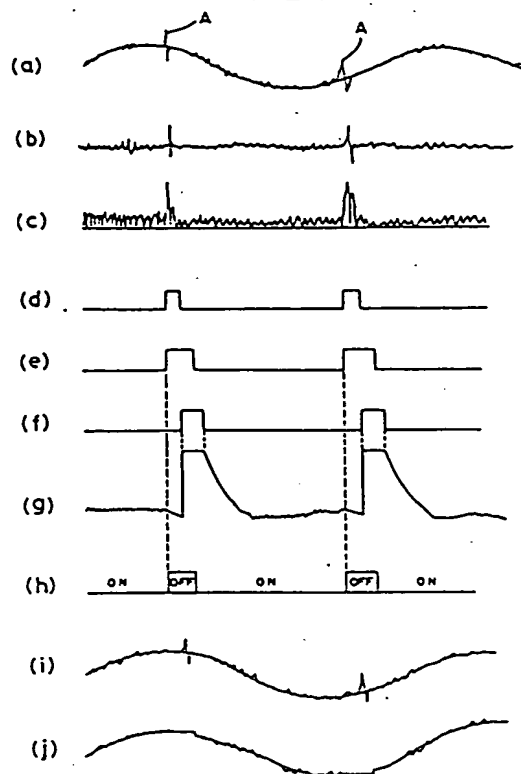 A
A
(a)
(b)
(c)
(d)
(e)
(f)
(g)
(h) ON OFF ON OFF ON
(i)
(j)